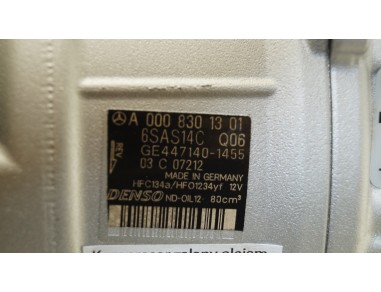 A 000 830 13 01
6SAS14C Q06
GE447140-1455
03 C 07212
MADE IN GERMANY
HFC134a/HFO1234yf 12V
DENSO ND-OIL12 80cm³